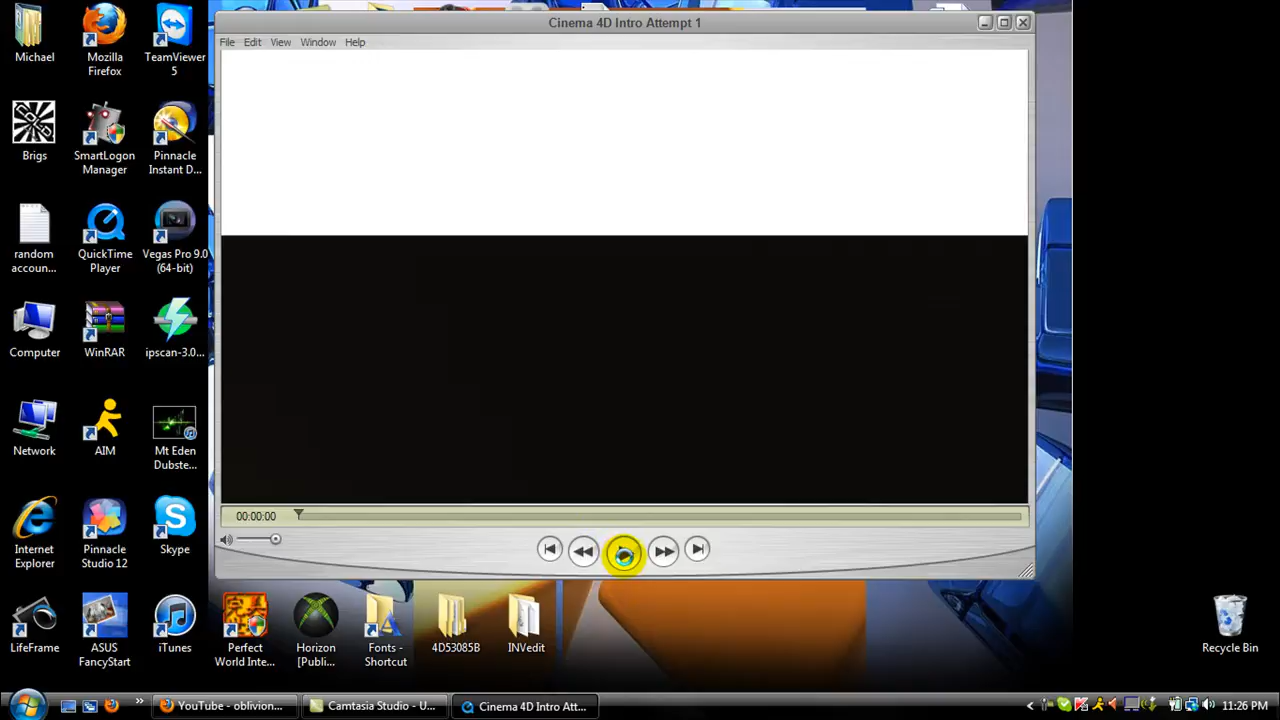 Cinema 4D Intro Attempt 1
File Edit View Window Help
00:00:00
Michael
Mozilla
Firefox
TeamViewer
5
Brigs
SmartLogon
Manager
Pinnacle
Instant D...
random
accoun...
QuickTime
Player
Vegas Pro 9.0
(64-bit)
Computer
WinRAR
ipscan-3.0...
Network
AIM
Mt Eden
Dubste...
Internet
Explorer
Pinnacle
Studio 12
Skype
LifeFrame
ASUS
FancyStart
iTunes
Perfect
World Inte...
Horizon
[Publi...
Fonts -
Shortcut
4D53085B
INVedit
Recycle Bin
YouTube - oblivion...
Camtasia Studio - U...
Cinema 4D Intro Att...
11:26 PM